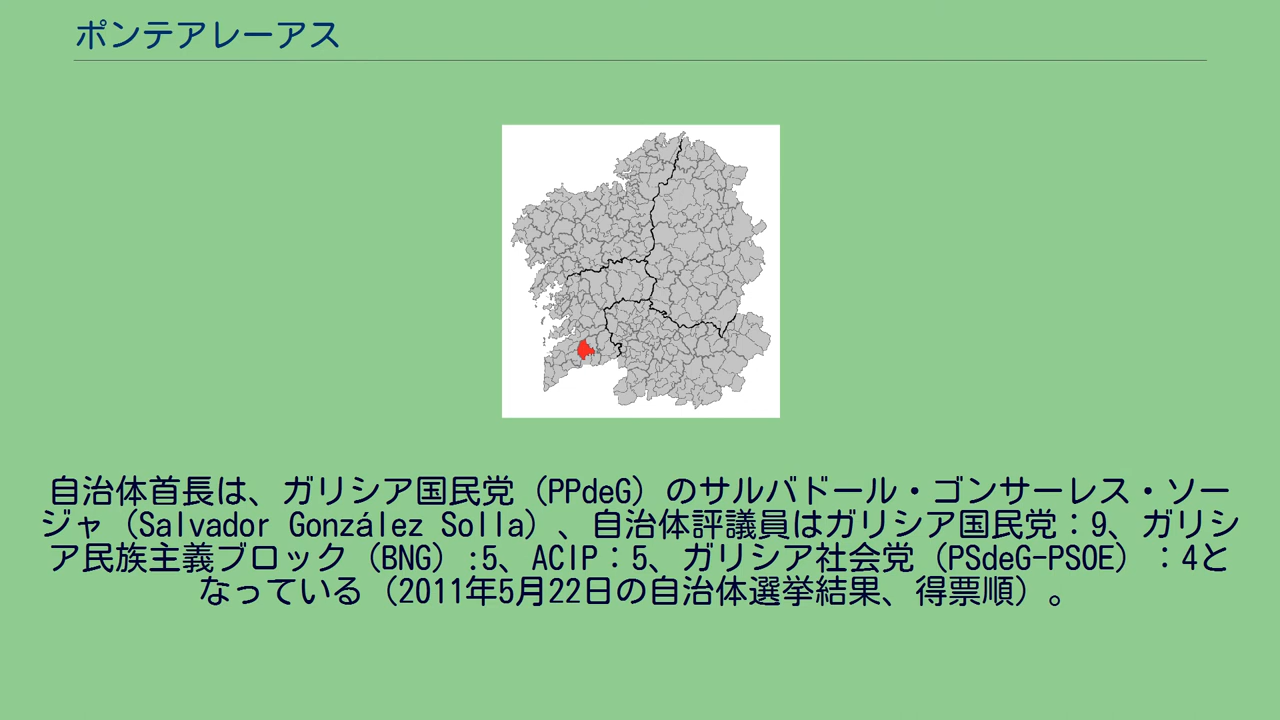 ポンテアレーアス
自治体首長は、ガリシア国民党（PPdeG）のサルバドール・ゴンサーレス・ソー
ジャ（Salvador González Solla）、自治体評議員はガリシア国民党：9、ガリシ
ア民族主義ブロック（BNG）:5、ACIP：5、ガリシア社会党（PSdeG-PSOE）：4と
なっている（2011年5月22日の自治体選挙結果、得票順）。